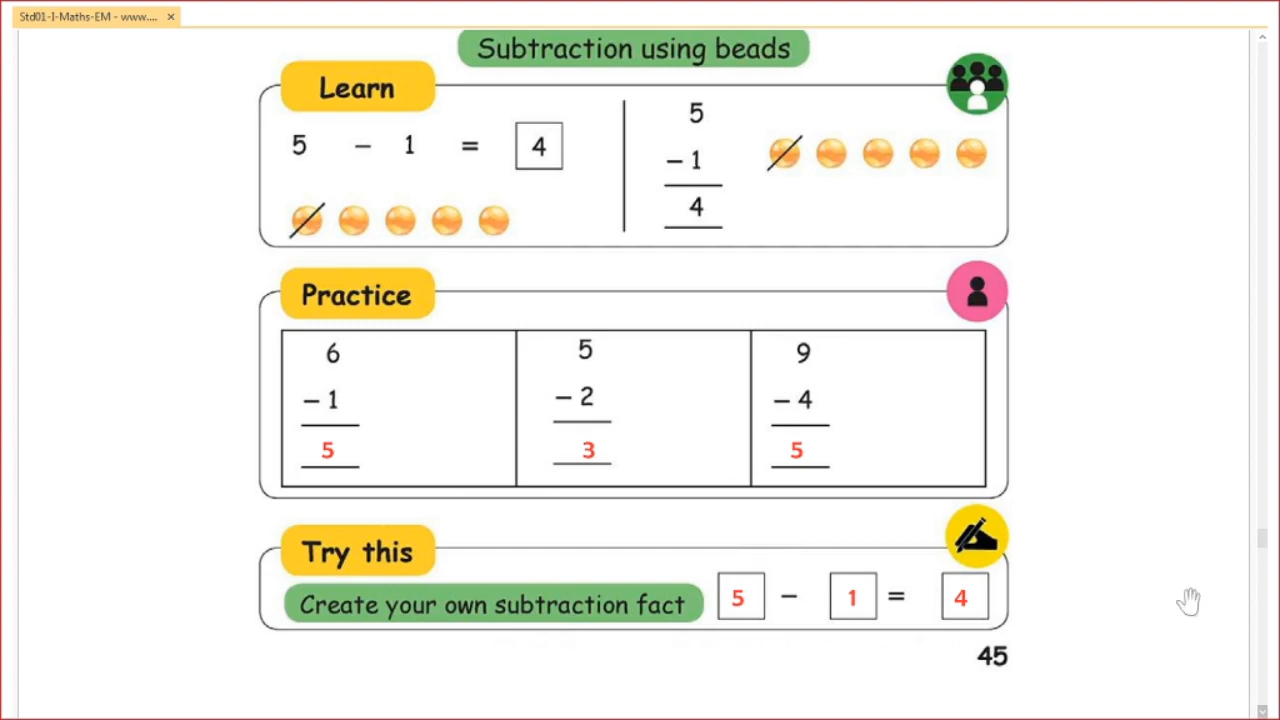 Std01-I-Maths-EM - www.... ×
Subtraction using beads
Learn
5 – 1 = 4
5
– 1
4
Practice
6
– 1
5
5
– 2
3
9
– 4
5
Try this
Create your own subtraction fact
5 – 1 = 4
45